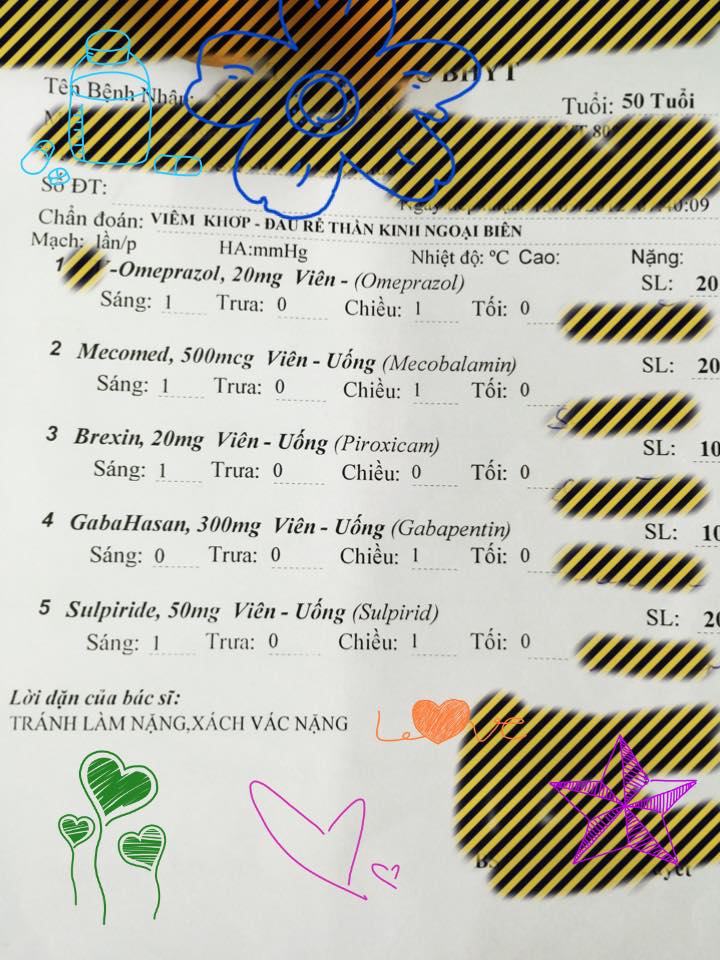 BHYT
Tên Bệnh Nhân:
Tuổi: 50 Tuổi
Số ĐT:
Chẩn đoán: VIÊM KHƠP - ĐAU RỄ THẦN KINH NGOẠI BIÊN
Mạch: lần/p HA:mmHg Nhiệt độ: ºC Cao: Nặng:
1 -Omeprazol, 20mg Viên - (Omeprazol) SL: 20
Sáng: 1 Trưa: 0 Chiều: 1 Tối: 0
2 Mecomed, 500mcg Viên - Uống (Mecobalamin) SL: 20
Sáng: 1 Trưa: 0 Chiều: 1 Tối: 0
3 Brexin, 20mg Viên - Uống (Piroxicam) SL: 10
Sáng: 1 Trưa: 0 Chiều: 0 Tối: 0
4 GabaHasan, 300mg Viên - Uống (Gabapentin) SL: 10
Sáng: 0 Trưa: 0 Chiều: 1 Tối: 0
5 Sulpiride, 50mg Viên - Uống (Sulpirid) SL: 20
Sáng: 1 Trưa: 0 Chiều: 1 Tối: 0
Lời dặn của bác sĩ:
TRÁNH LÀM NẶNG,XÁCH VÁC NẶNG
Love